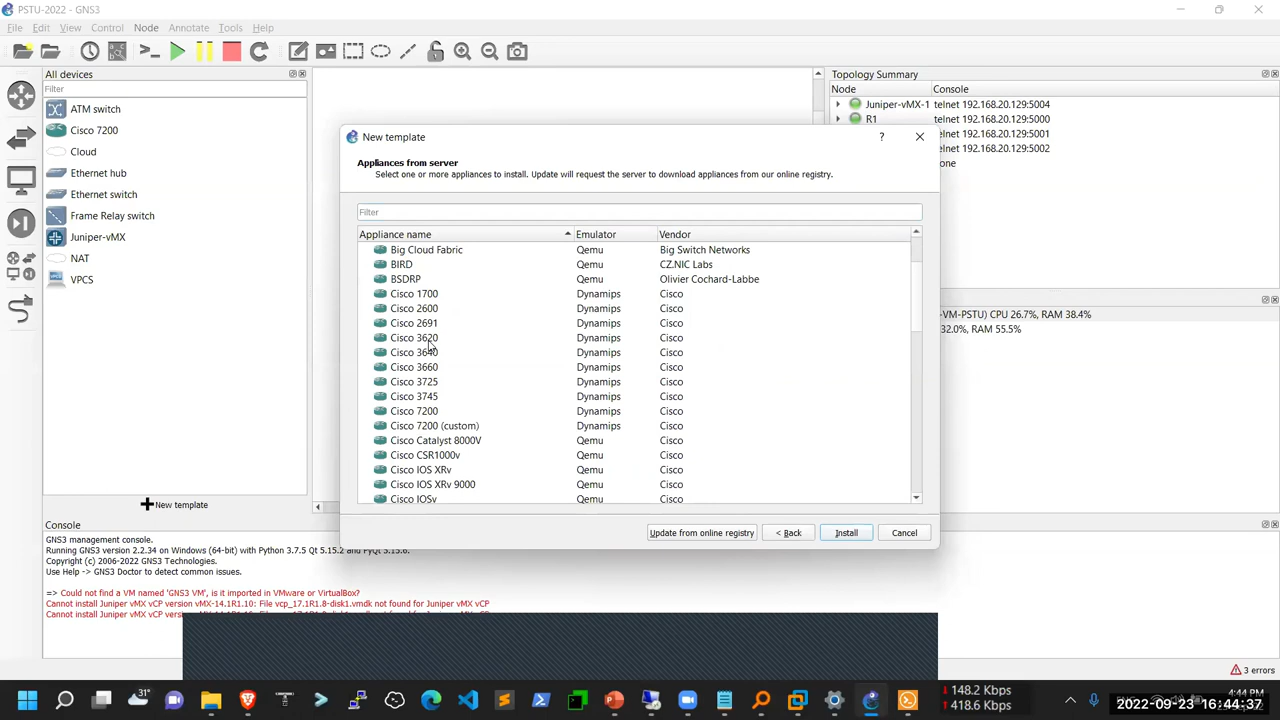 PSTU-2022 - GNS3
File Edit View Control Node Annotate Tools Help
All devices
Filter
ATM switch
Cisco 7200
Cloud
Ethernet hub
Ethernet switch
Frame Relay switch
Juniper-vMX
NAT
VPCS
New template
Topology Summary
Node Console
Juniper-vMX-1 telnet 192.168.20.129:5004
R1 telnet 192.168.20.129:5000
telnet 192.168.20.129:5001
telnet 192.168.20.129:5002
one
-VM-PSTU) CPU 26.7%, RAM 38.4%
32.0%, RAM 55.5%
New template
?
Appliances from server
Select one or more appliances to install. Update will request the server to download appliances from our online registry.
Filter
Appliance name Emulator Vendor
Big Cloud Fabric Qemu Big Switch Networks
BIRD Qemu CZ.NIC Labs
BSDRP Qemu Olivier Cochard-Labbe
Cisco 1700 Dynamips Cisco
Cisco 2600 Dynamips Cisco
Cisco 2691 Dynamips Cisco
Cisco 3620 Dynamips Cisco
Cisco 3640 Dynamips Cisco
Cisco 3660 Dynamips Cisco
Cisco 3725 Dynamips Cisco
Cisco 3745 Dynamips Cisco
Cisco 7200 Dynamips Cisco
Cisco 7200 (custom) Dynamips Cisco
Cisco Catalyst 8000V Qemu Cisco
Cisco CSR1000v Qemu Cisco
Cisco IOS XRv Qemu Cisco
Cisco IOS XRv 9000 Qemu Cisco
Cisco IOSv Qemu Cisco
Update from online registry < Back Install Cancel
Console
GNS3 management console.
Running GNS3 version 2.2.34 on Windows (64-bit) with Python 3.7.5 Qt 5.15.2 and PyQt 5.15.6.
Copyright (c) 2006-2022 GNS3 Technologies.
Use Help -> GNS3 Doctor to detect common issues.
=> Could not find a VM named 'GNS3 VM', is it imported in VMware or VirtualBox?
Cannot install Juniper vMX vCP version vMX-14.1R1.10: File vcp_17.1R1.8-disk1.vmdk not found for Juniper vMX vCP
Cannot install Juniper vMX vCP
3 errors
31°
148.2 Kbps
418.6 Kbps
4:44 PM
2022-09-23 16:44:37